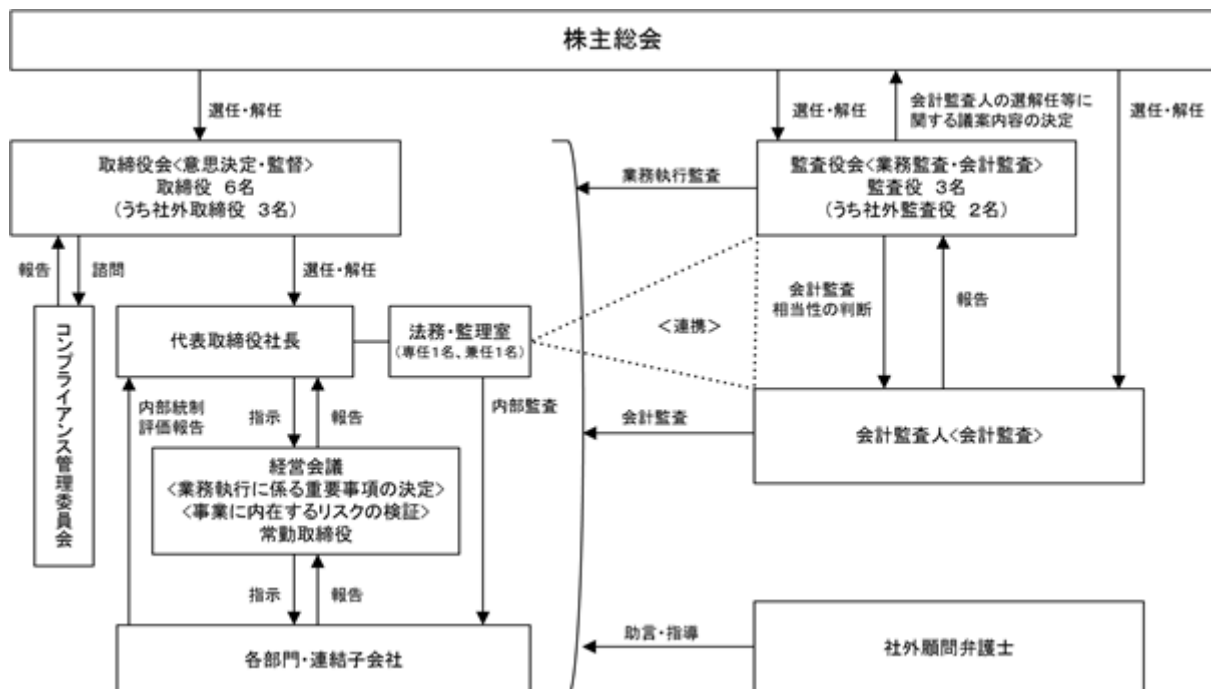 株主総会
選任・解任
選任・解任
会計監査人の選解任等に
関する議案内容の決定
選任・解任
取締役会<意思決定・監督>
取締役 6名
(うち社外取締役 3名)
業務執行監査
監査役会<業務監査・会計監査>
監査役 3名
(うち社外監査役 2名)
報告
諮問
選任・解任
会計監査
相当性の判断
報告
コンプライアンス管理委員会
代表取締役社長
法務・監理室
(専任1名、兼任1名)
<連携>
内部統制
評価報告
指示
報告
内部監査
会計監査
会計監査人<会計監査>
経営会議
<業務執行に係る重要事項の決定>
<事業に内在するリスクの検証>
常勤取締役
指示
報告
助言・指導
各部門・連結子会社
社外顧問弁護士